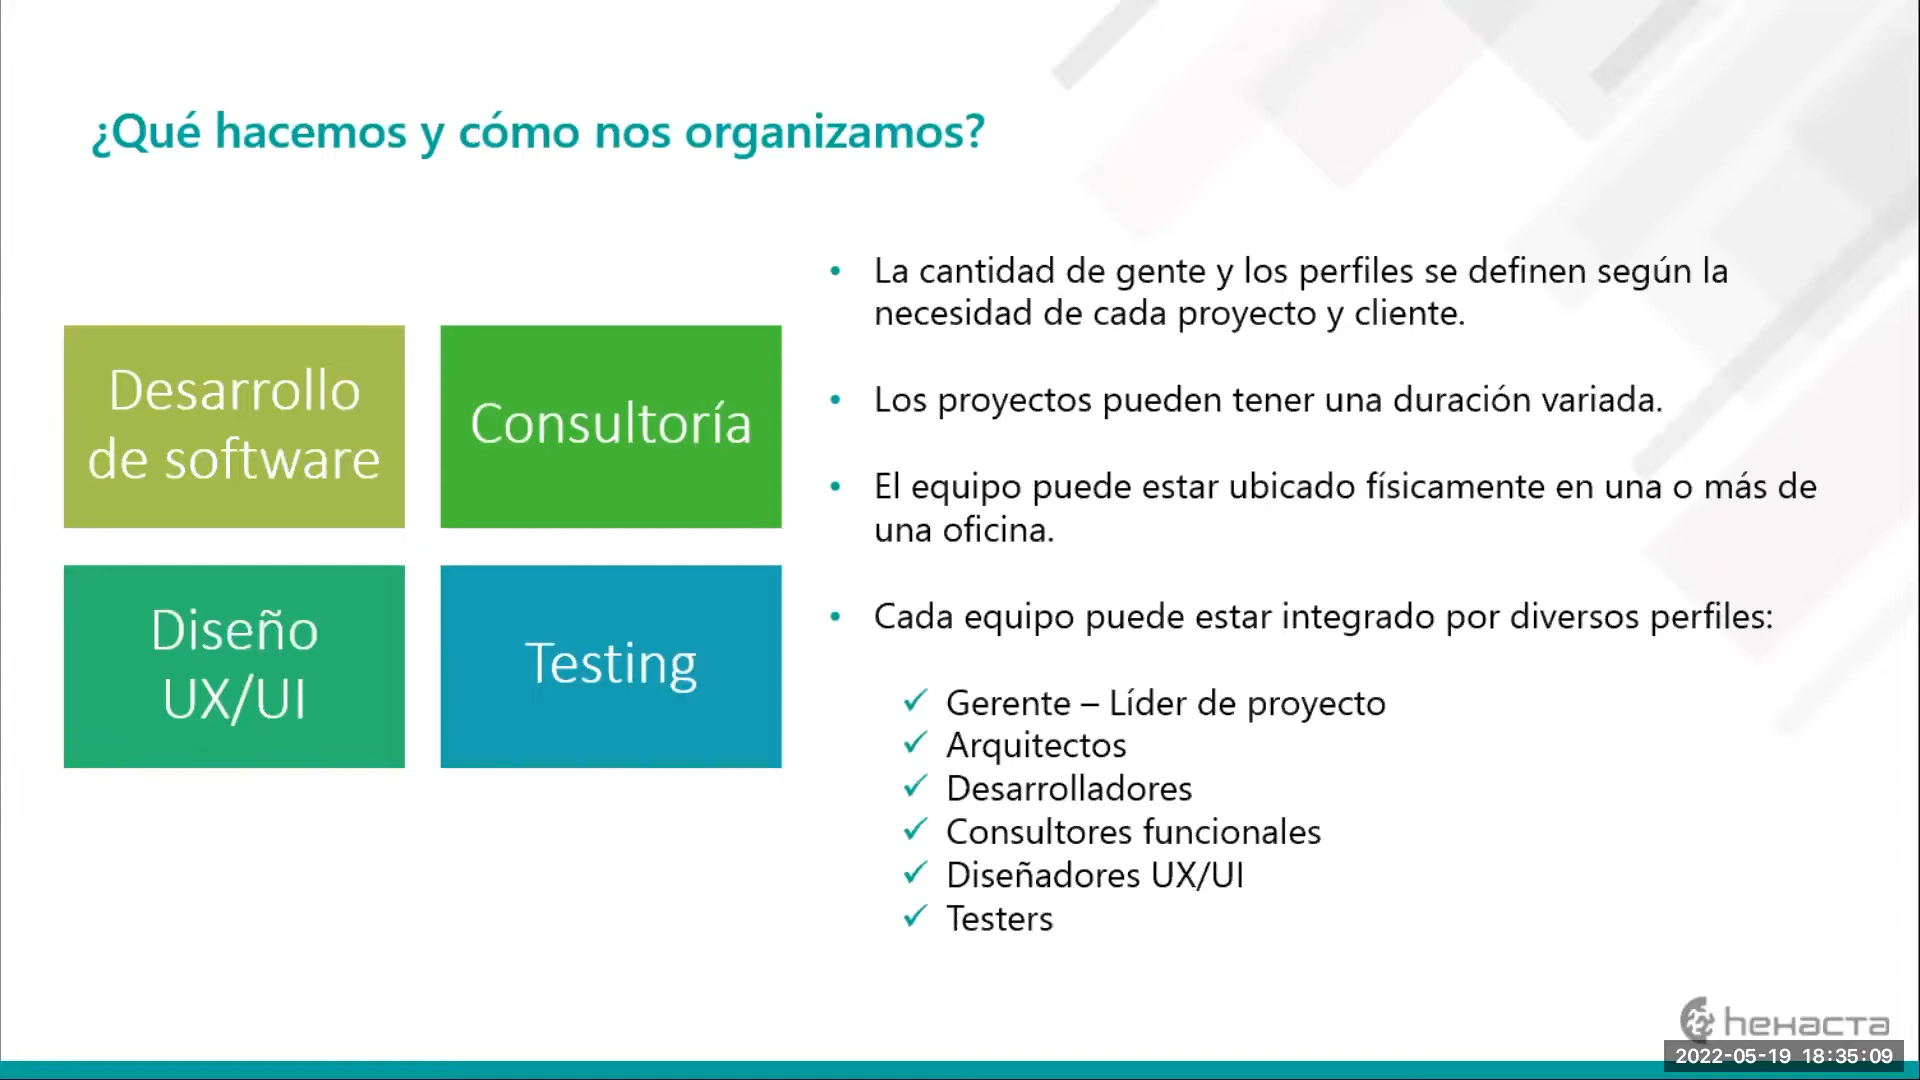 ¿Qué hacemos y cómo nos organizamos?
Desarrollo
de software
Consultoría
Diseño
UX/UI
Testing
• La cantidad de gente y los perfiles se definen según la
necesidad de cada proyecto y cliente.
• Los proyectos pueden tener una duración variada.
• El equipo puede estar ubicado físicamente en una o más de
una oficina.
• Cada equipo puede estar integrado por diversos perfiles:
✓ Gerente – Líder de proyecto
✓ Arquitectos
✓ Desarrolladores
✓ Consultores funcionales
✓ Diseñadores UX/UI
✓ Testers
hexacta
2022-05-19 18:35:09